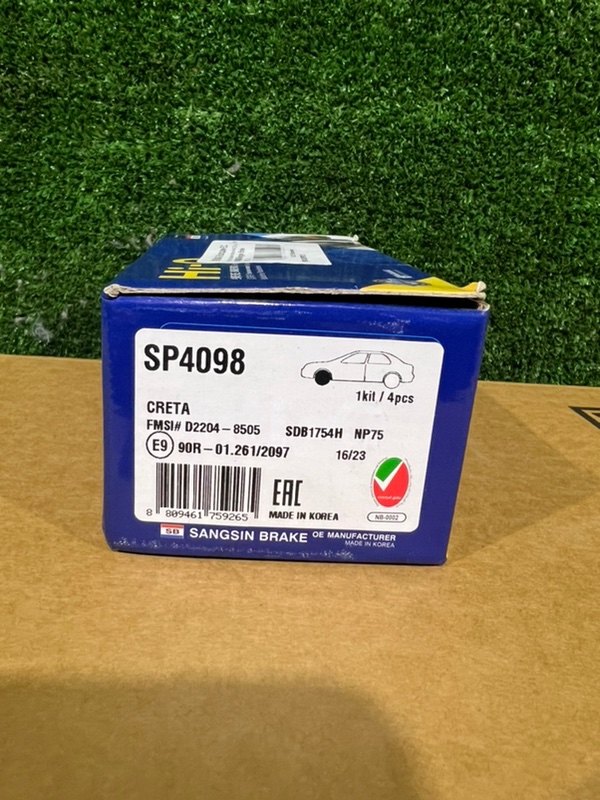 Hi-Q
SP4098
1kit / 4pcs
CRETA
FMSI# D2204-8505 SDB1754H NP75
E9 90R-01.261/2097 16/23
8 809461 759265
EAC
MADE IN KOREA
NB-0002
SB SANGSIN BRAKE OE MANUFACTURER
MADE IN KOREA